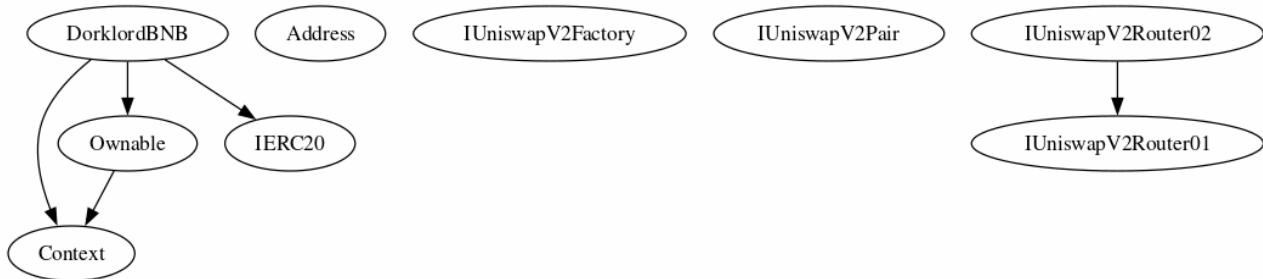 DorklordBNB
Address
IUniswapV2Factory
IUniswapV2Pair
IUniswapV2Router02
Ownable
IERC20
IUniswapV2Router01
Context